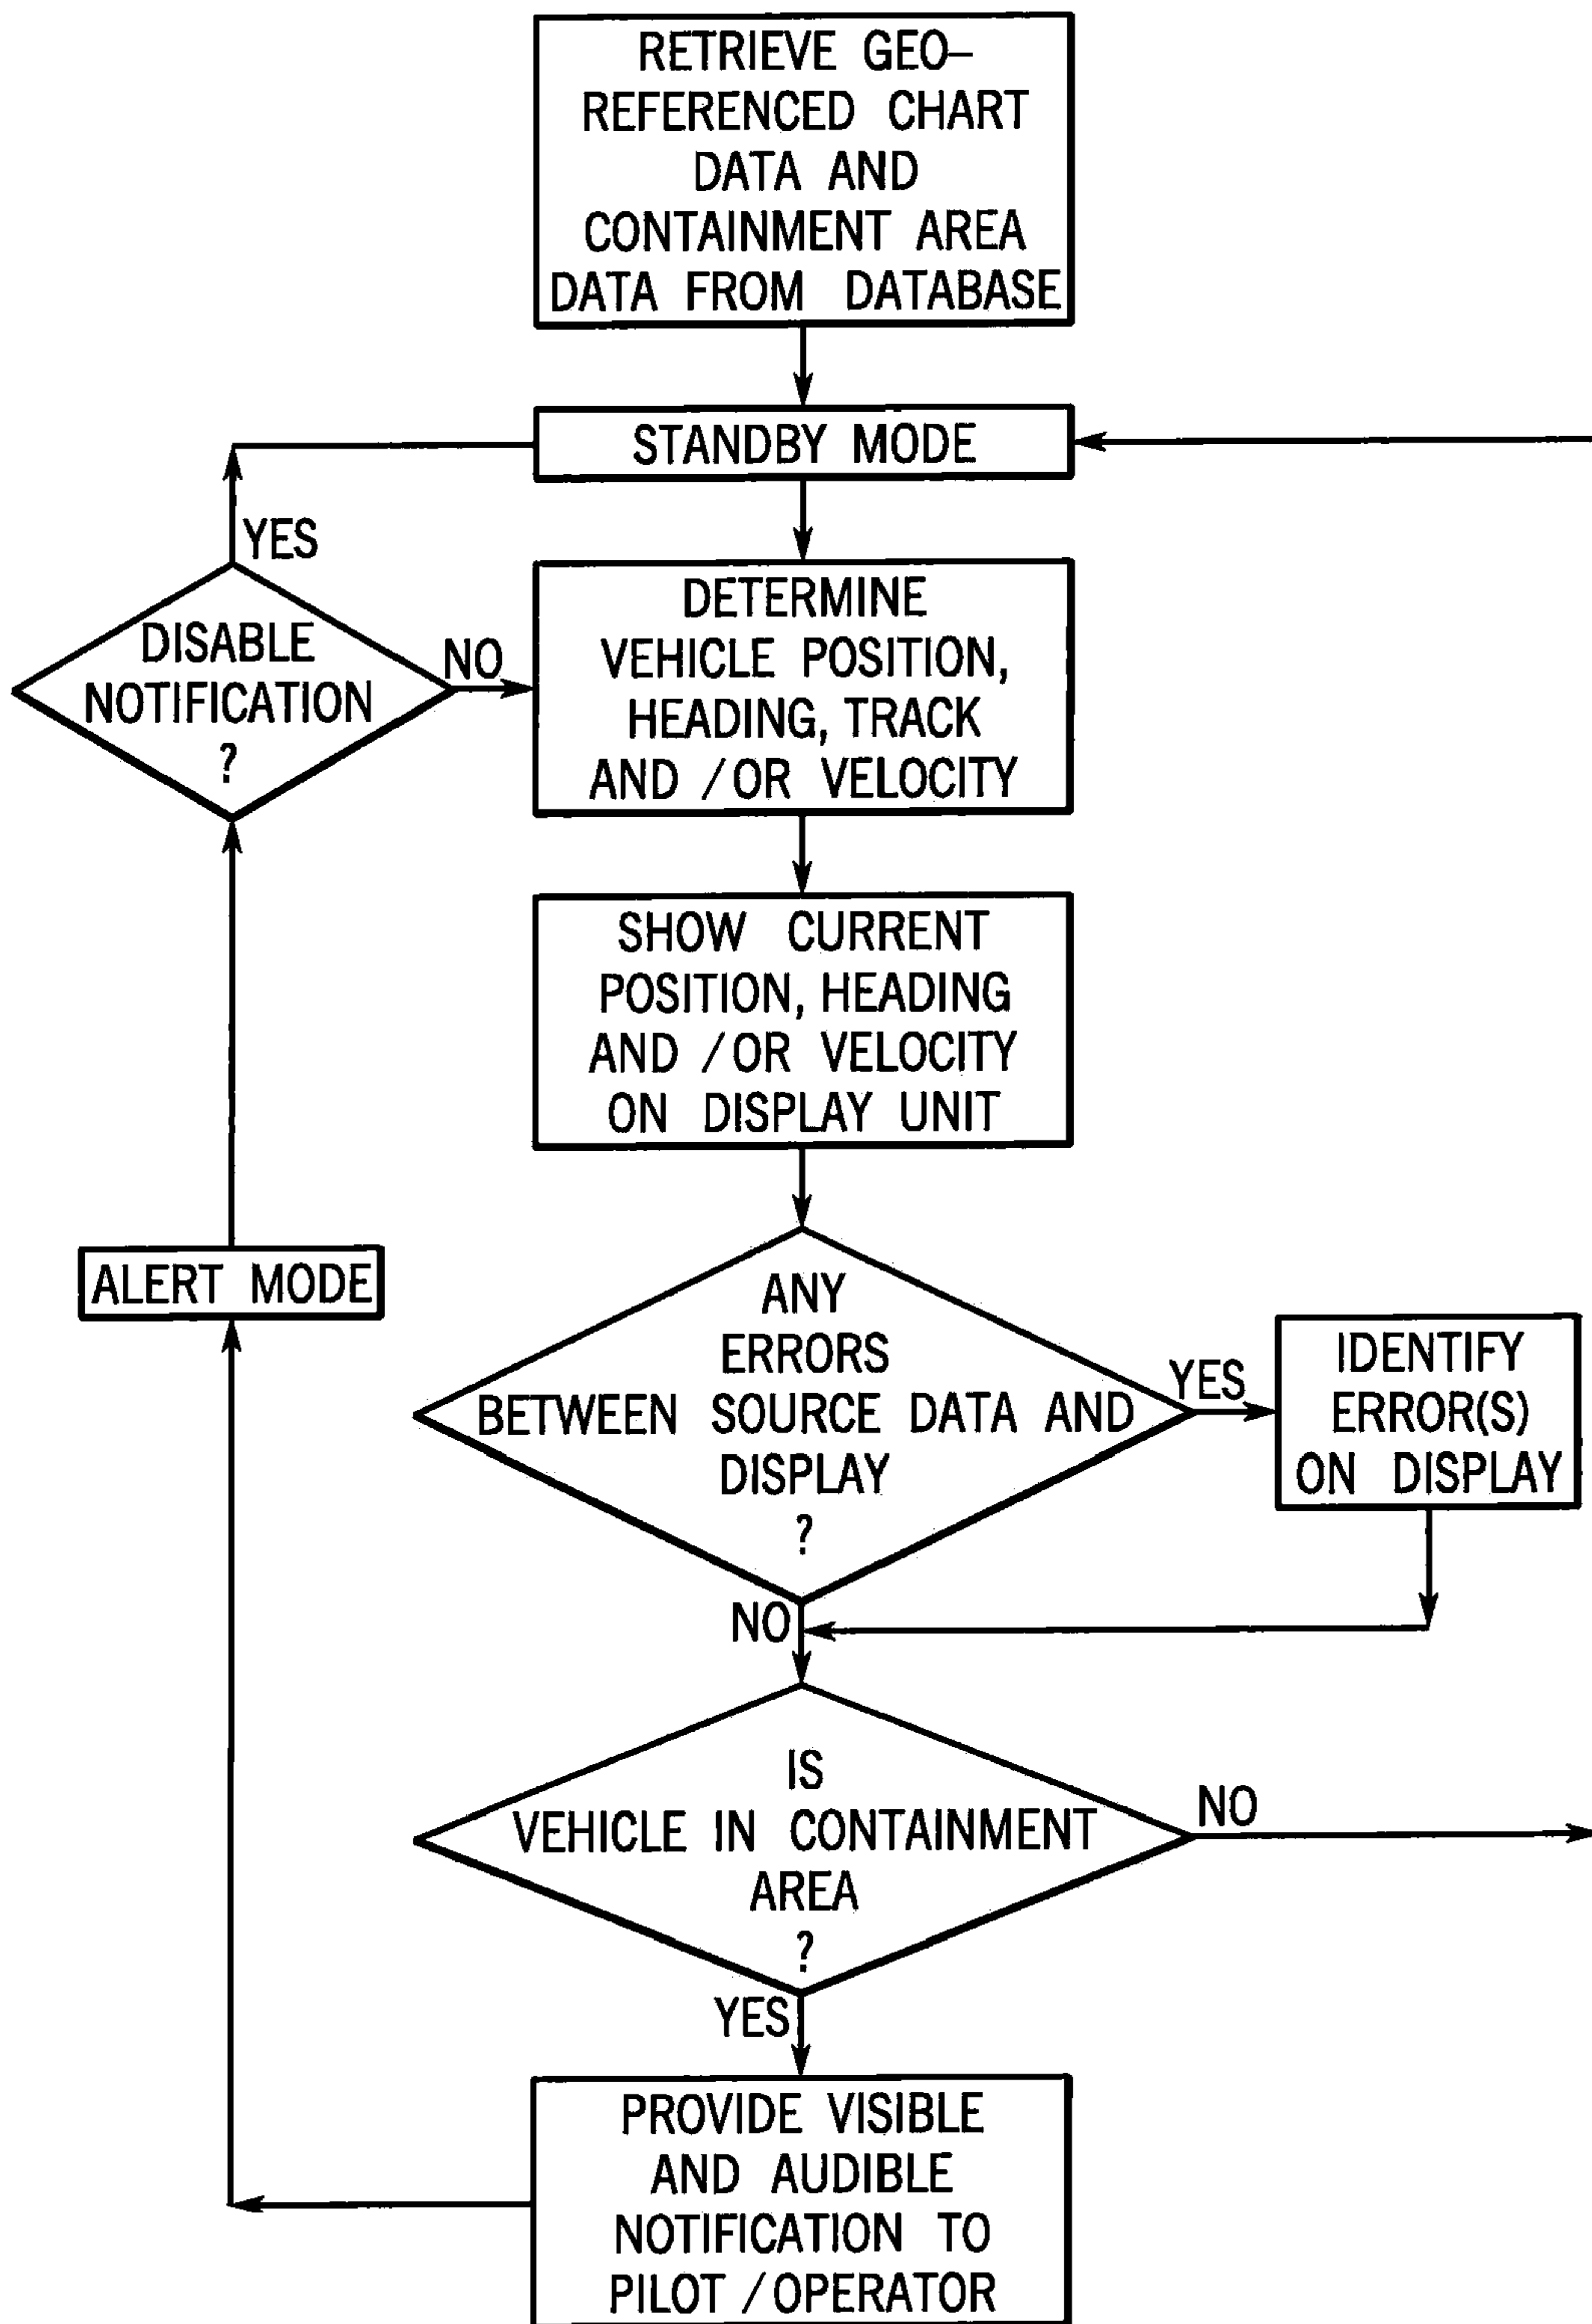 RETRIEVE GEO-
REFERENCED CHART
DATA AND
CONTAINMENT AREA
DATA FROM DATABASE
STANDBY MODE
YES
DISABLE
NOTIFICATION
?
NO
DETERMINE
VEHICLE POSITION,
HEADING, TRACK
AND /OR VELOCITY
SHOW CURRENT
POSITION, HEADING
AND /OR VELOCITY
ON DISPLAY UNIT
ALERT MODE
ANY
ERRORS
BETWEEN SOURCE DATA AND
DISPLAY
?
YES
IDENTIFY
ERROR(S)
ON DISPLAY
NO
IS
VEHICLE IN CONTAINMENT
AREA
?
NO
YES
PROVIDE VISIBLE
AND AUDIBLE
NOTIFICATION TO
PILOT /OPERATOR